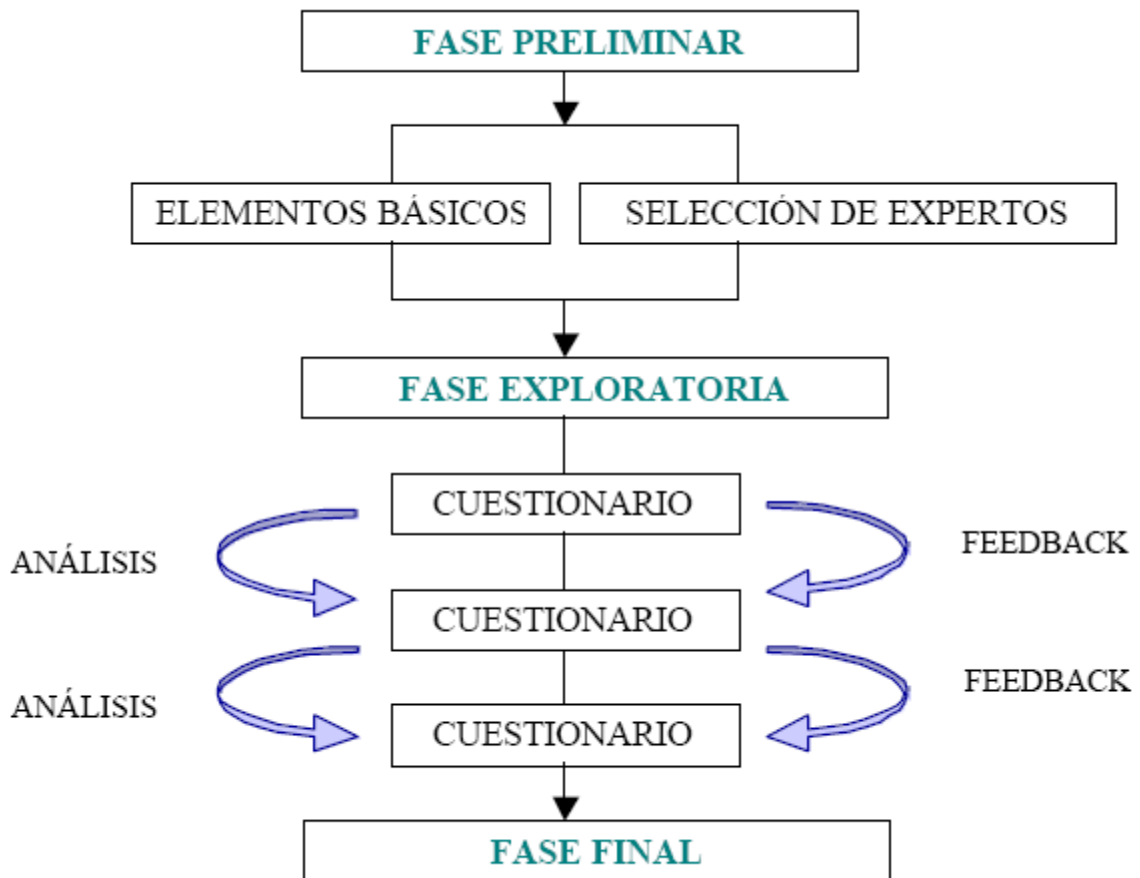 FASE PRELIMINAR
ELEMENTOS BÁSICOS
SELECCIÓN DE EXPERTOS
FASE EXPLORATORIA
CUESTIONARIO
ANÁLISIS
FEEDBACK
CUESTIONARIO
ANÁLISIS
FEEDBACK
CUESTIONARIO
FASE FINAL